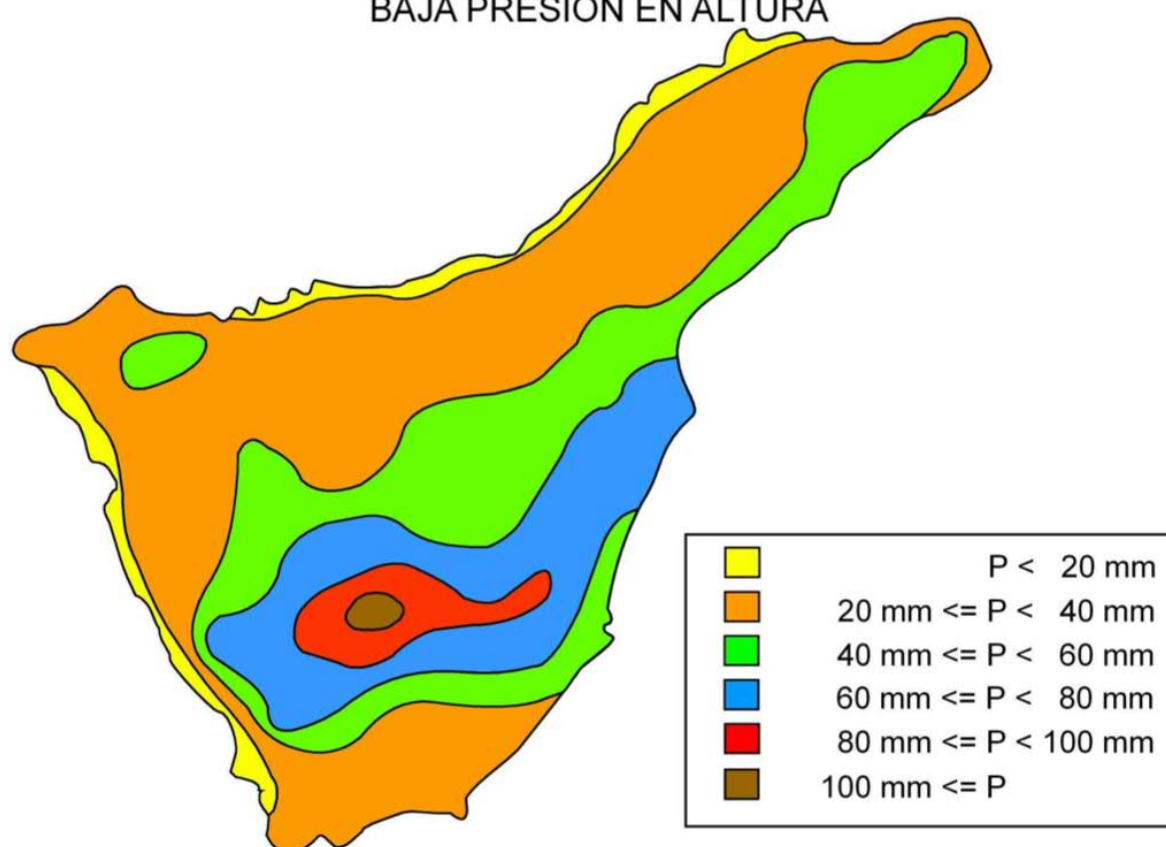 BAJA PRESIÓN EN ALTURA
P < 20 mm
20 mm <= P < 40 mm
40 mm <= P < 60 mm
60 mm <= P < 80 mm
80 mm <= P < 100 mm
100 mm <= P